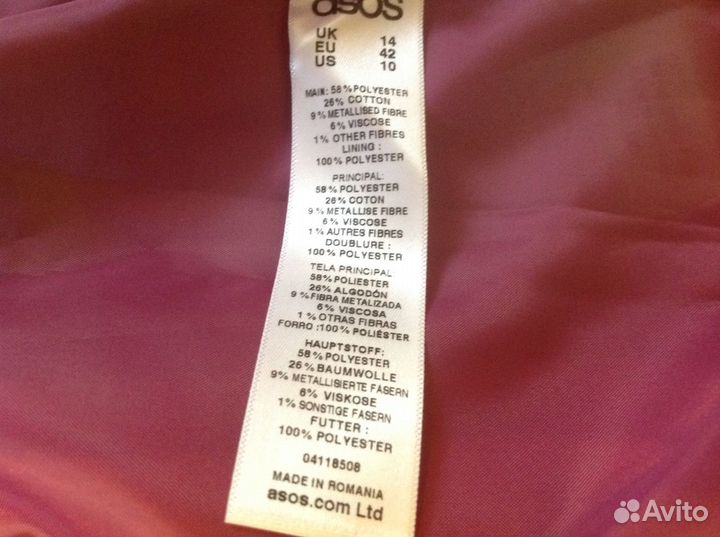 asos
UK 14
EU 42
US 10
MAIN: 58%POLYESTER
26% COTTON
9% METALLISED FIBRE
6% VISCOSE
1% OTHER FIBRES
LINING :
100% POLYESTER
PRINCIPAL:
58% POLYESTER
26% COTON
9% METALLISE FIBRE
6% VISCOSE
1% AUTRES FIBRES
DOUBLURE :
100% POLYESTER
TELA PRINCIPAL:
58% POLIESTER
26% ALGODÓN
9%FIBRA METALIZADA
6% VISCOSA
1% OTRAS FIBRAS
FORRO :100% POLIÉSTER
HAUPTSTOFF:
58% POLYESTER
26%BAUMWOLLE
9% METALLISIERTE FASERN
6% VISKOSE
1% SONSTIGE FASERN
FUTTER :
100% POLYESTER
04118508
MADE IN ROMANIA
asos.com Ltd
Avito